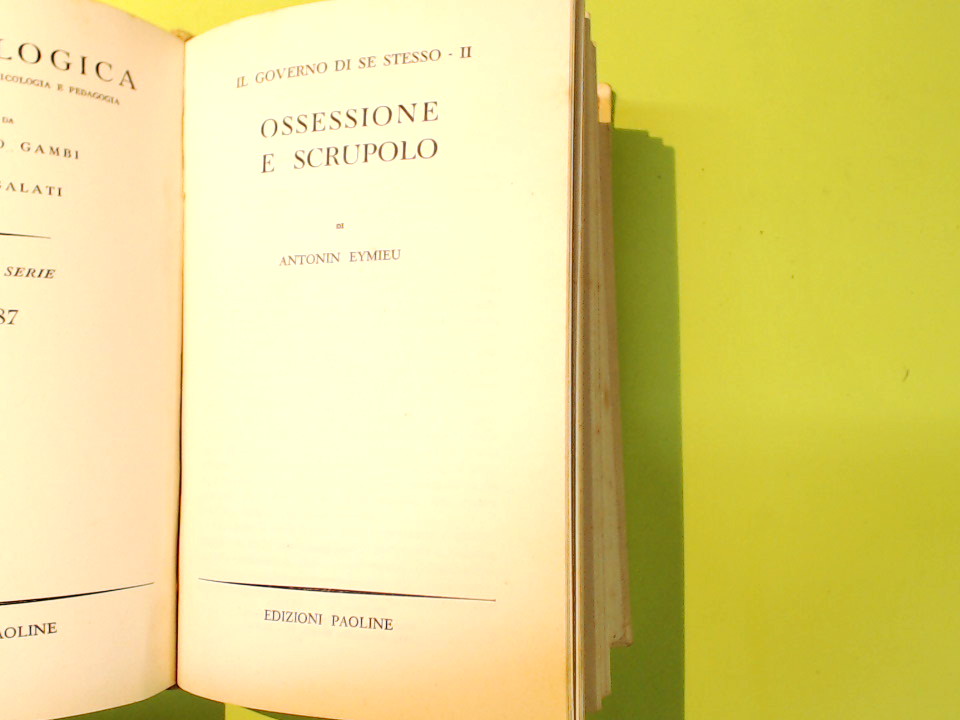 LOGICA
ICOLOGIA E PEDAGOGIA
DA
O GAMBI
GALATI
SERIE
87
AOLINE
IL GOVERNO DI SE STESSO - II
OSSESSIONE
E SCRUPOLO
DI
ANTONIN EYMIEU
EDIZIONI PAOLINE